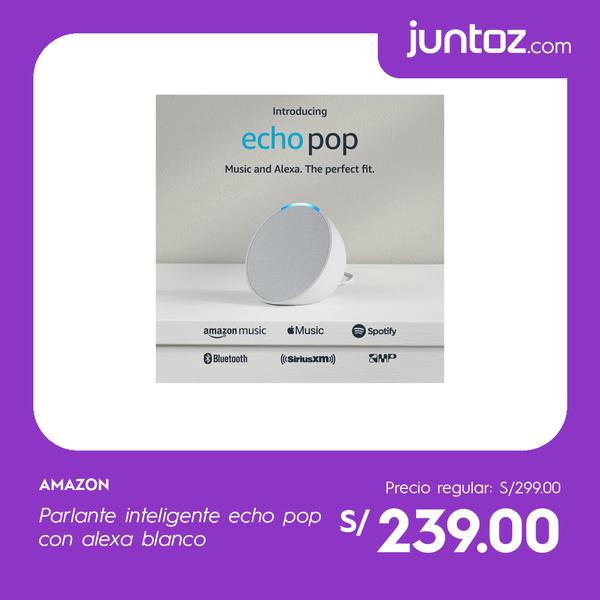 juntoz.com
Introducing
echo pop
Music and Alexa. The perfect fit.
amazon music Music Spotify
Bluetooth ((SiriusXM))
AMAZON
Parlante inteligente echo pop
con alexa blanco
Precio regular: S/299.00
S/ 239.00